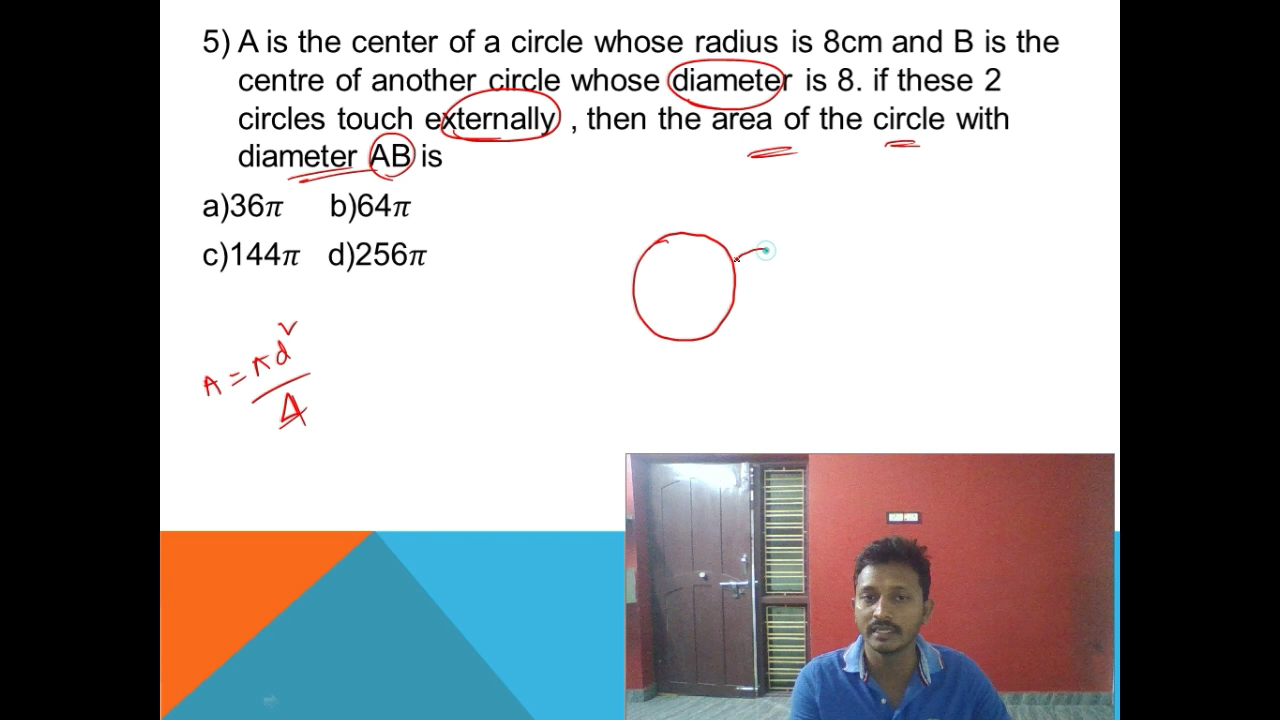 5) A is the center of a circle whose radius is 8cm and B is the
centre of another circle whose diameter is 8. if these 2
circles touch externally , then the area of the circle with
diameter AB is
a)36𝜋 b)64𝜋
c)144𝜋 d)256𝜋
A = πd²
4